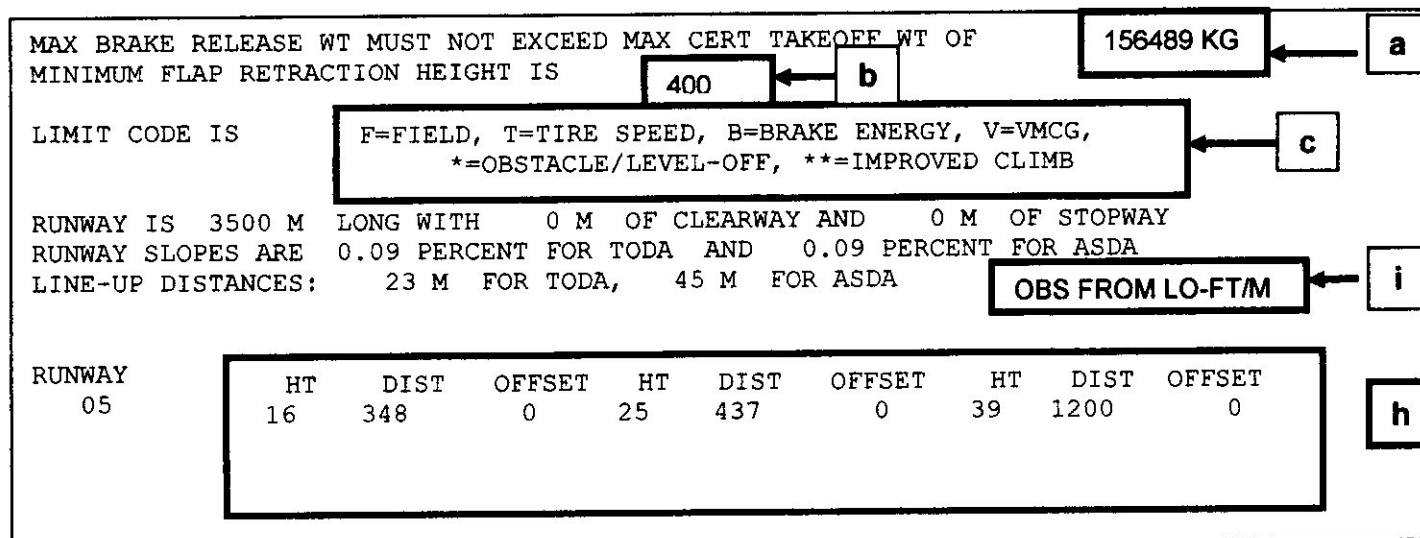 MAX BRAKE RELEASE WT MUST NOT EXCEED MAX CERT TAKEOFF WT OF 156489 KG a
MINIMUM FLAP RETRACTION HEIGHT IS 400 b
LIMIT CODE IS F=FIELD, T=TIRE SPEED, B=BRAKE ENERGY, V=VMCG,
*=OBSTACLE/LEVEL-OFF, **=IMPROVED CLIMB c
RUNWAY IS 3500 M LONG WITH 0 M OF CLEARWAY AND 0 M OF STOPWAY
RUNWAY SLOPES ARE 0.09 PERCENT FOR TODA AND 0.09 PERCENT FOR ASDA
LINE-UP DISTANCES: 23 M FOR TODA, 45 M FOR ASDA OBS FROM LO-FT/M i
RUNWAY HT DIST OFFSET HT DIST OFFSET HT DIST OFFSET
05 16 348 0 25 437 0 39 1200 0 h